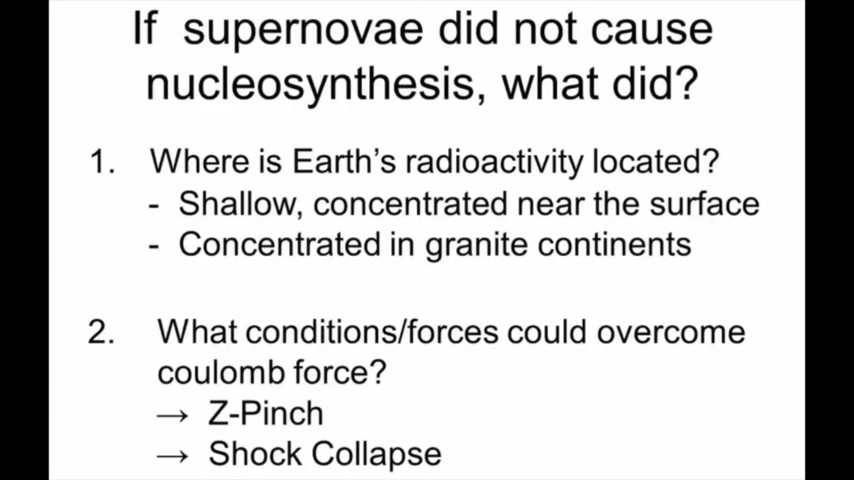 If supernovae did not cause
nucleosynthesis, what did?
1. Where is Earth's radioactivity located?
- Shallow, concentrated near the surface
- Concentrated in granite continents
2. What conditions/forces could overcome
coulomb force?
→ Z-Pinch
→ Shock Collapse